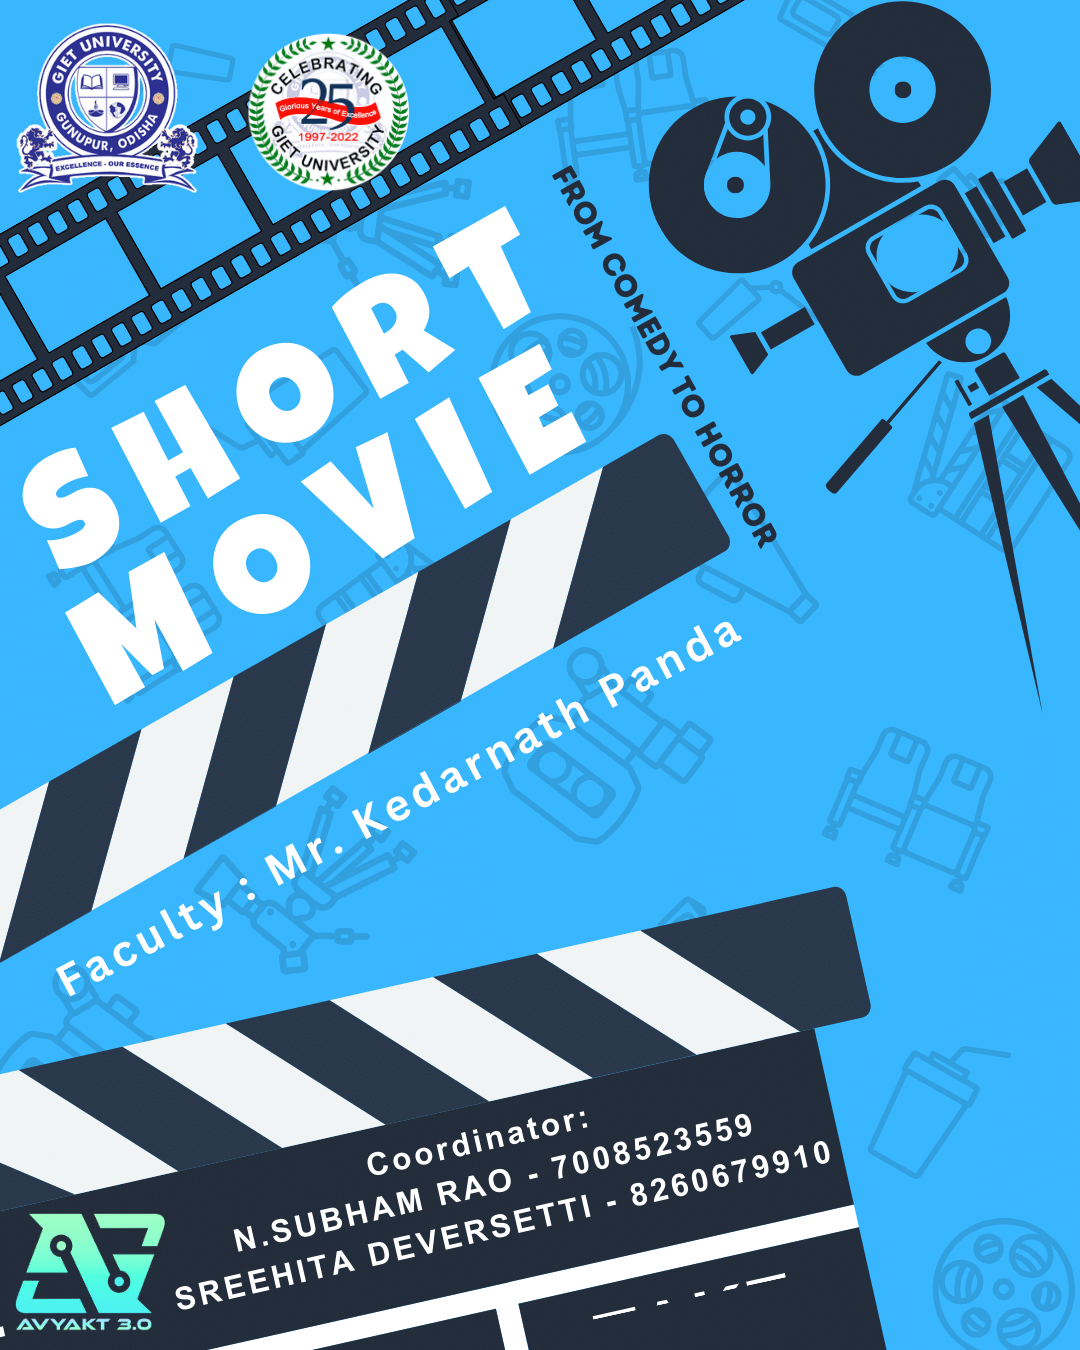 GIET UNIVERSITY
GUNUPUR, ODISHA
EXCELLENCE - OUR ESSENCE
CELEBRATING
25
Glorious Years of Excellence
1997-2022
GIET UNIVERSITY
FROM COMEDY TO HORROR
SHORT
MOVIE
Faculty : Mr. Kedarnath Panda
Coordinator:
N.SUBHAM RAO - 7008523559
SREEHITA DEVERSETTI - 8260679910
AVYAKT 3.0